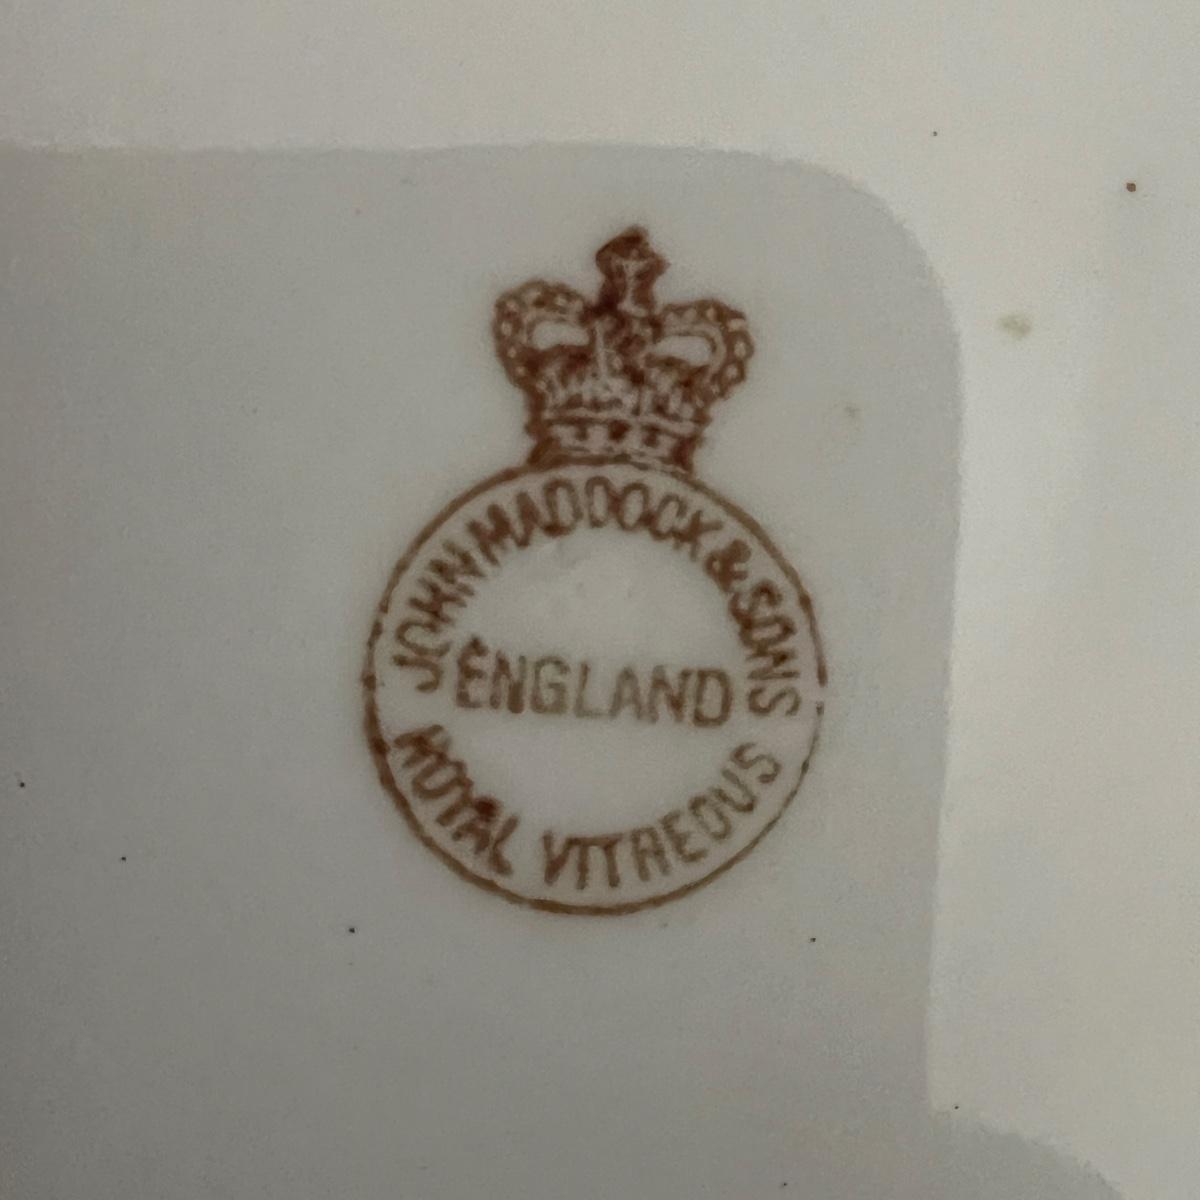 JOHN MADDOCK & SONS
ENGLAND
ROYAL VITREOUS